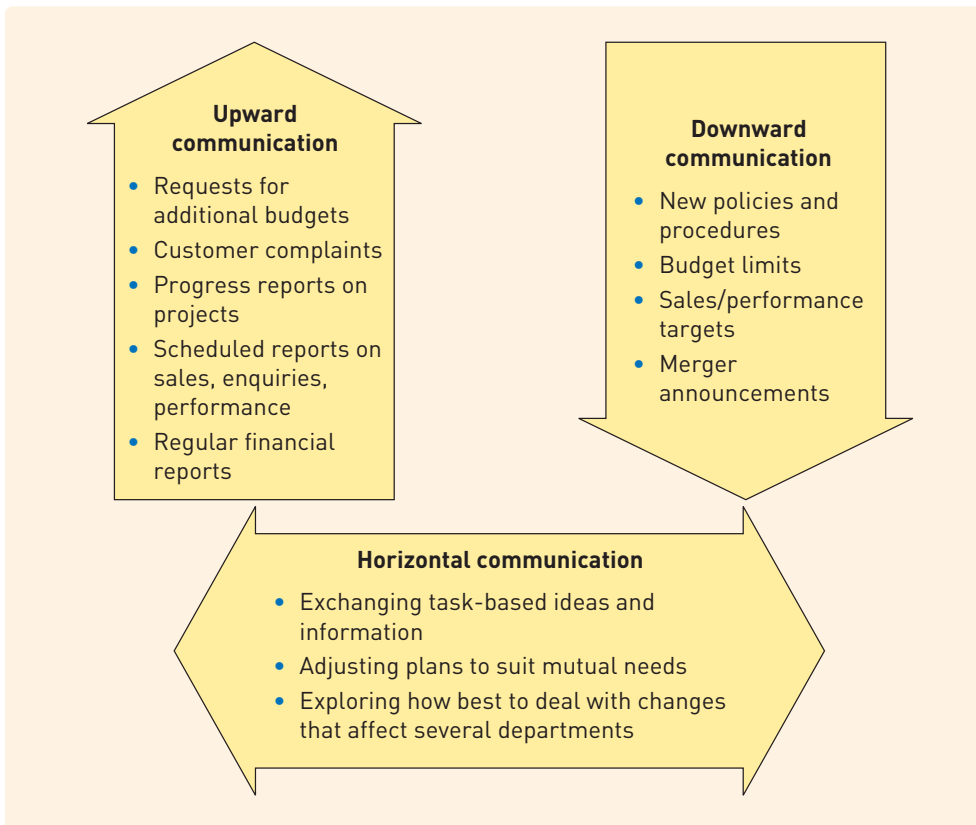 Upward
communication
• Requests for
additional budgets
• Customer complaints
• Progress reports on
projects
• Scheduled reports on
sales, enquiries,
performance
• Regular financial
reports
Downward
communication
• New policies and
procedures
• Budget limits
• Sales/performance
targets
• Merger
announcements
Horizontal communication
• Exchanging task-based ideas and
information
• Adjusting plans to suit mutual needs
• Exploring how best to deal with changes
that affect several departments